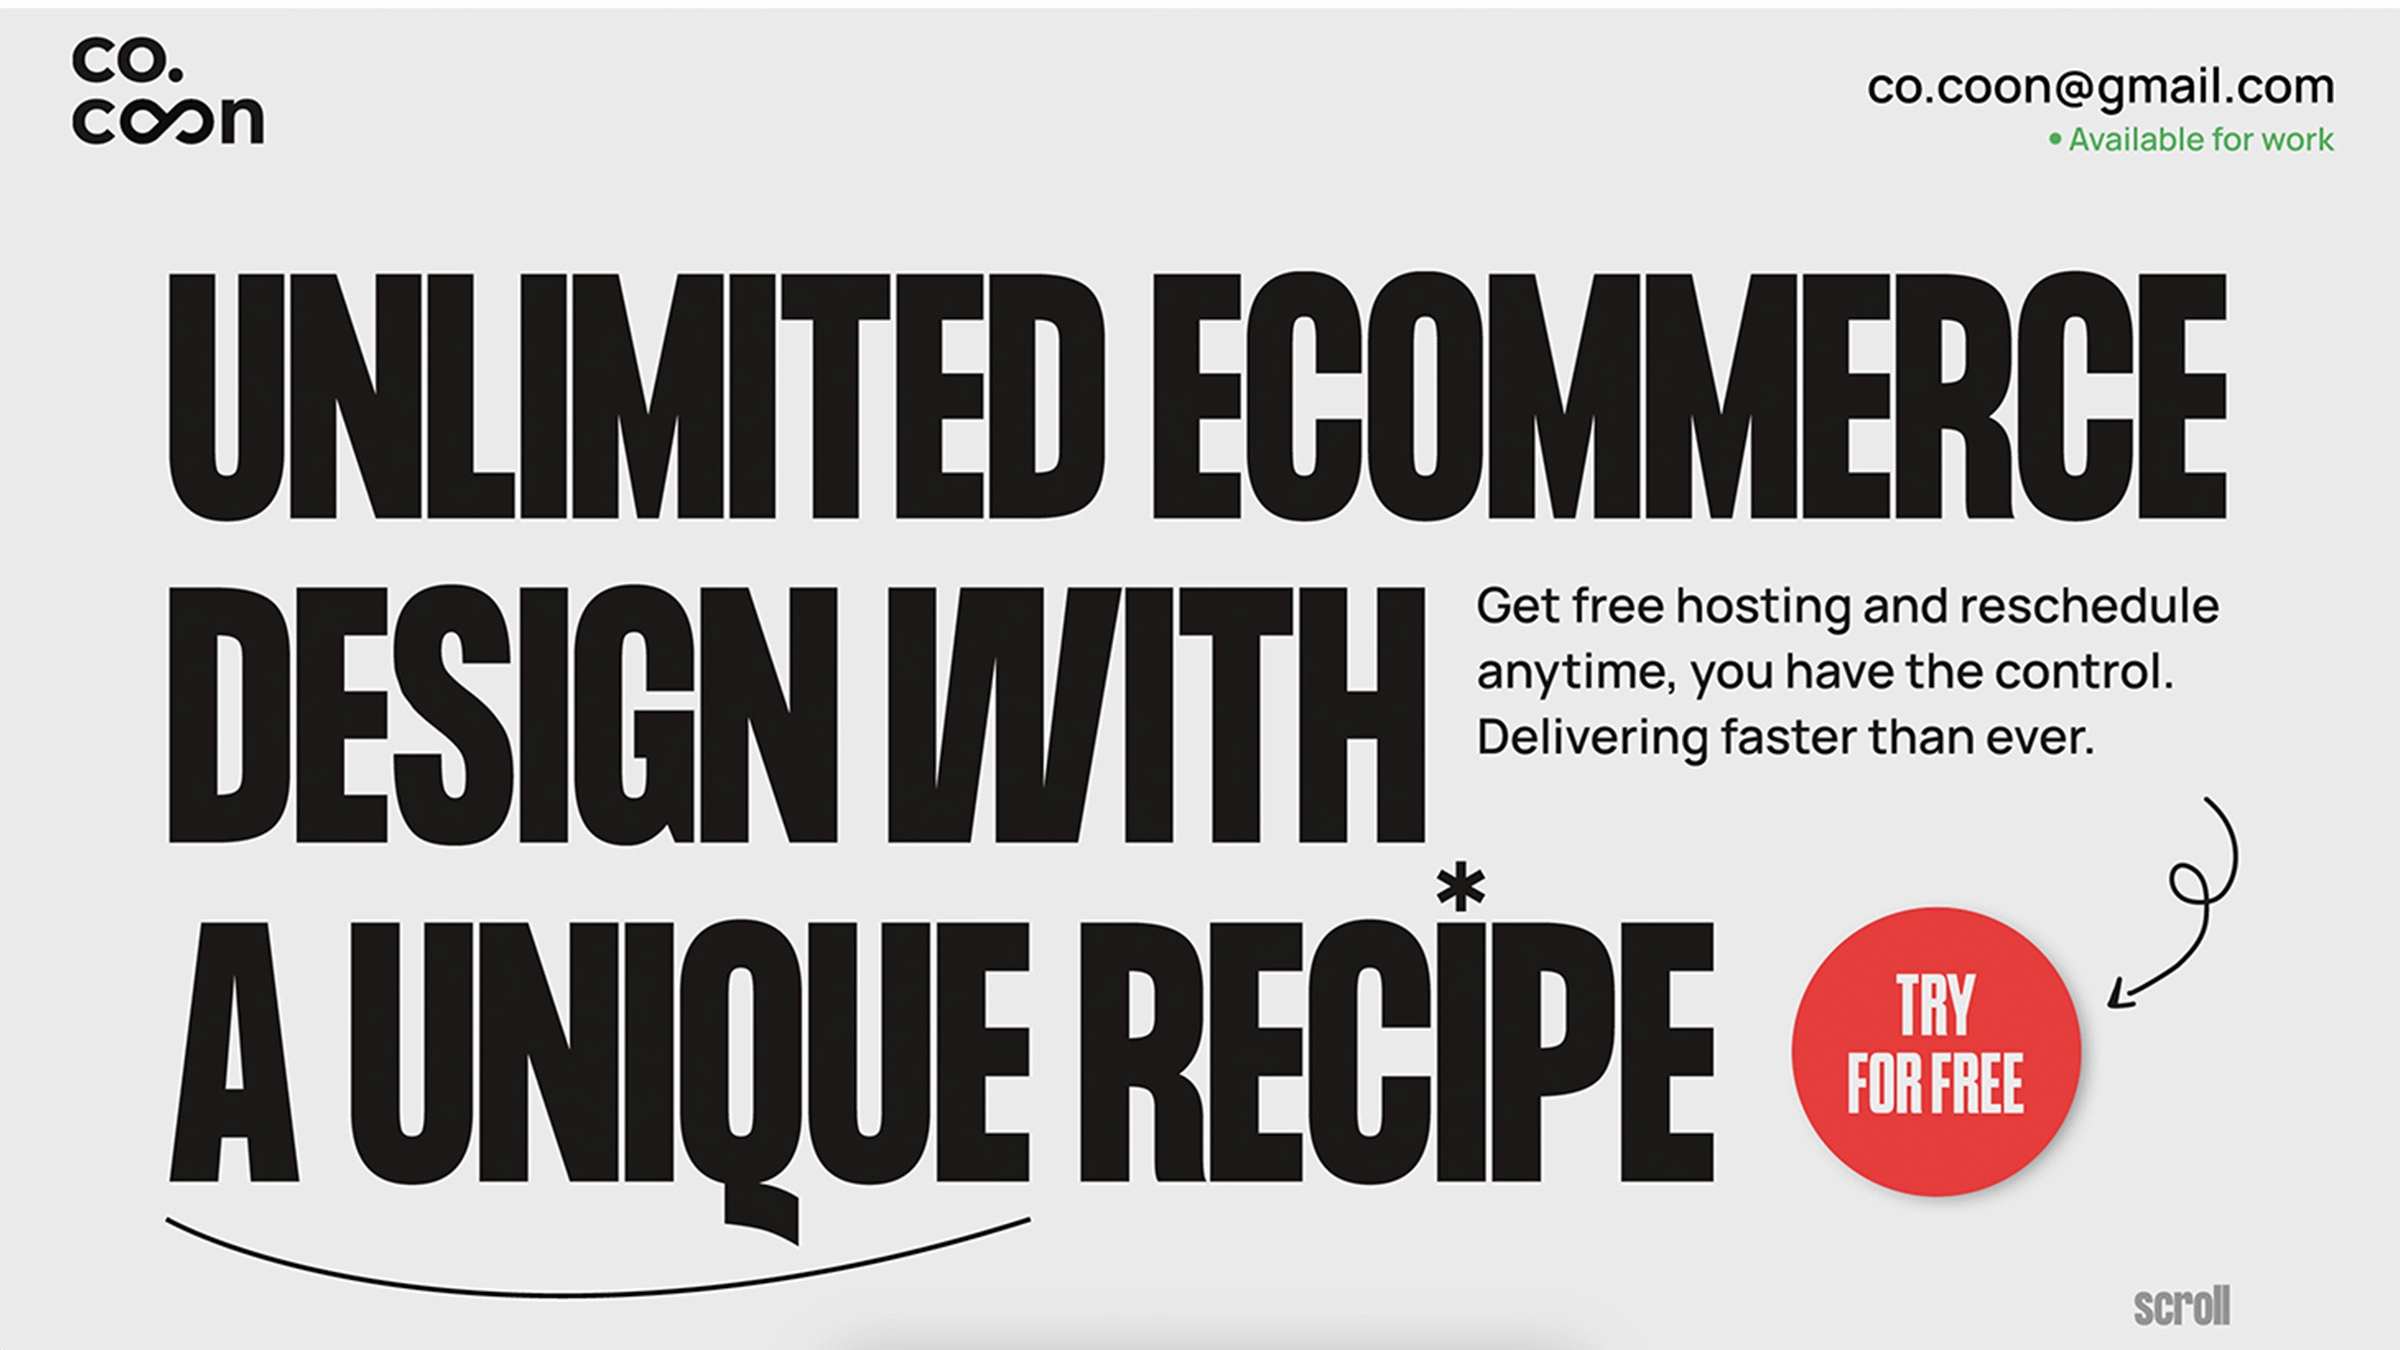 co.
coon
co.coon@gmail.com
• Available for work
UNLIMITED ECOMMERCE
DESIGN WITH
Get free hosting and reschedule
anytime, you have the control.
Delivering faster than ever.
A UNIQUE RECIPE
*
TRY
FOR FREE
scroll